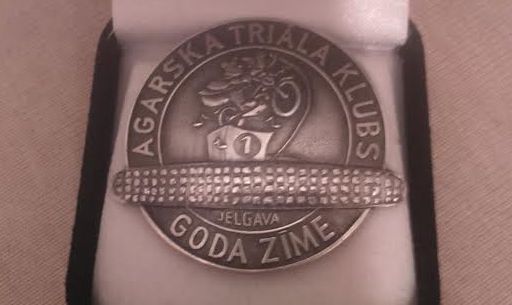 AGARSKA TRIĀLA KLUBS
1
JELGAVA
GODA ZĪME